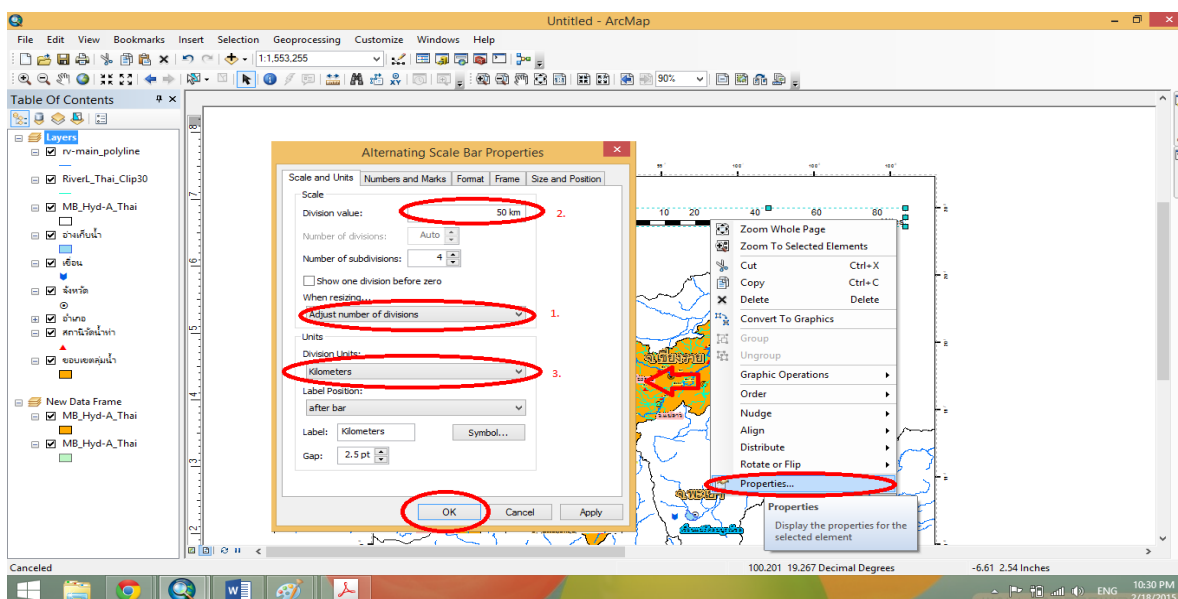 Untitled - ArcMap
File Edit View Bookmarks Insert Selection Geoprocessing Customize Windows Help
1:1,553,255
90%
Table Of Contents
Layers
rv-main_polyline
RiverL_Thai_Clip30
MB_Hyd-A_Thai
อ่างเก็บน้ำ
เขื่อน
จังหวัด
อำเภอ
สถานีวัดน้ำท่า
ขอบเขตลุ่มน้ำ
New Data Frame
MB_Hyd-A_Thai
MB_Hyd-A_Thai
Alternating Scale Bar Properties
Scale and Units Numbers and Marks Format Frame Size and Position
Scale
Division value: 50 km 2.
Number of divisions: Auto
Number of subdivisions: 4
Show one division before zero
When resizing...
Adjust number of divisions 1.
Units
Division Units:
Kilometers 3.
Label Position:
after bar
Label: Kilometers Symbol...
Gap: 2.5 pt
OK Cancel Apply
10 20 40 60 80
เชียงราย
Zoom Whole Page
Zoom To Selected Elements
Cut Ctrl+X
Copy Ctrl+C
Delete Delete
Convert To Graphics
Group
Ungroup
Graphic Operations
Order
Nudge
Align
Distribute
Rotate or Flip
Properties...
Properties
Display the properties for the
selected element
Canceled 100.201 19.267 Decimal Degrees -6.61 2.54 Inches
ENG 10:30 PM
2/18/2015